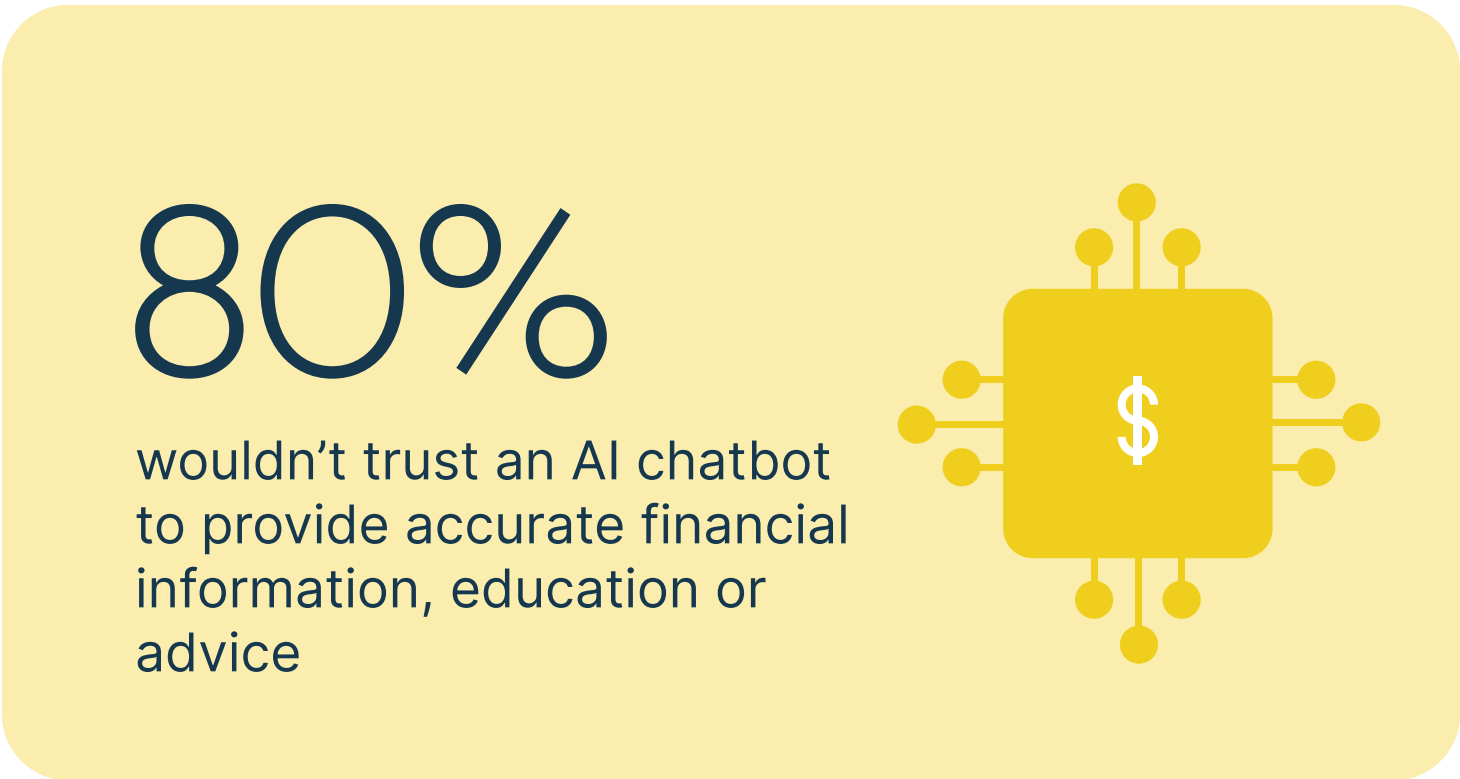 80%
wouldn’t trust an AI chatbot
to provide accurate financial
information, education or
advice
$